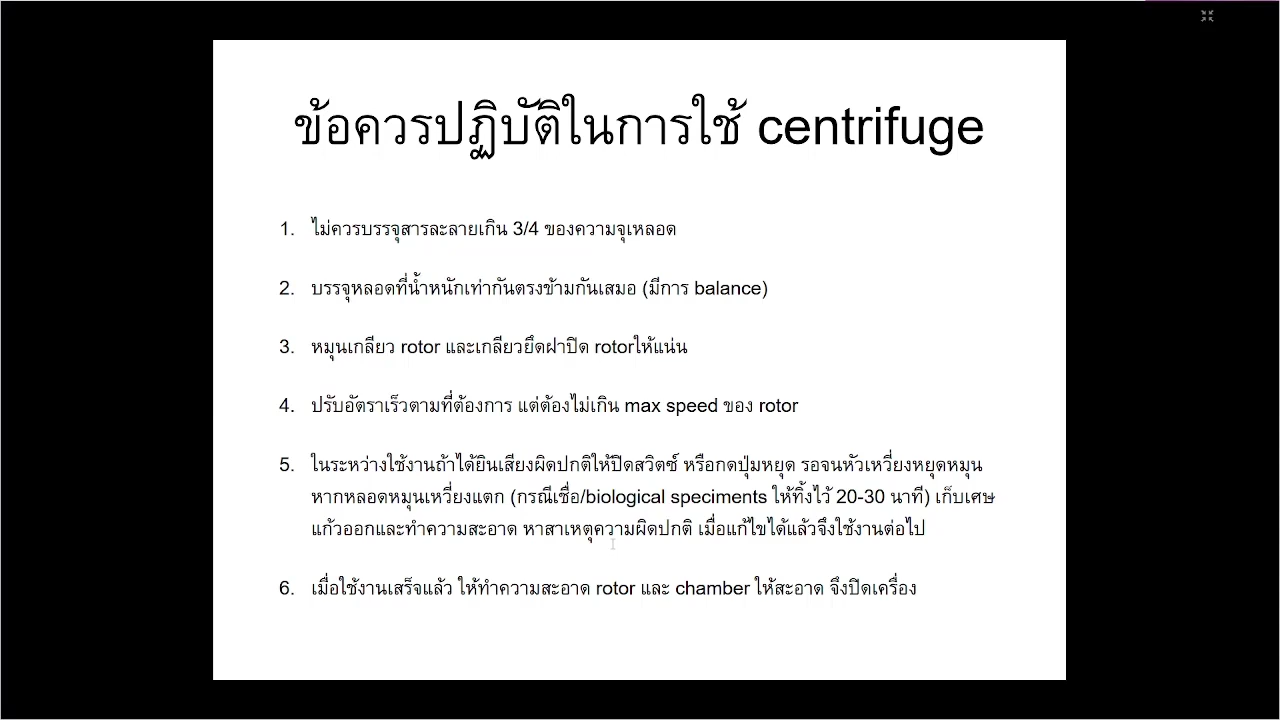 ข้อควรปฏิบัติในการใช้ centrifuge
1. ไม่ควรบรรจุสารละลายเกิน 3/4 ของความจุหลอด
2. บรรจุหลอดที่น้ำหนักเท่ากันตรงข้ามกันเสมอ (มีการ balance)
3. หมุนเกลียว rotor และเกลียวยึดฝาปิด rotorให้แน่น
4. ปรับอัตราเร็วตามที่ต้องการ แต่ต้องไม่เกิน max speed ของ rotor
5. ในระหว่างใช้งานถ้าได้ยินเสียงผิดปกติให้ปิดสวิตซ์ หรือกดปุ่มหยุด รอจนหัวเหวี่ยงหยุดหมุน
หากหลอดหมุนเหวี่ยงแตก (กรณีเชื่อ/biological speciments ให้ทิ้งไว้ 20-30 นาที) เก็บเศษ
แก้วออกและทำความสะอาด หาสาเหตุความผิดปกติ เมื่อแก้ไขได้แล้วจึงใช้งานต่อไป
6. เมื่อใช้งานเสร็จแล้ว ให้ทำความสะอาด rotor และ chamber ให้สะอาด จึงปิดเครื่อง